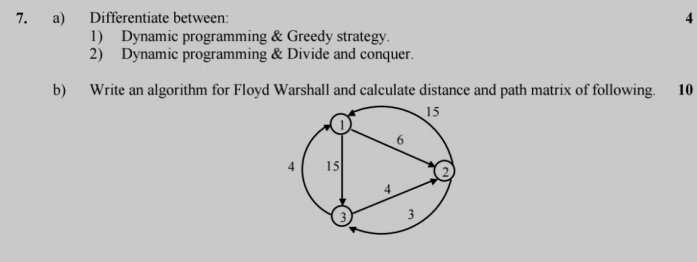 7. a) Differentiate between: 4
1) Dynamic programming & Greedy strategy.
2) Dynamic programming & Divide and conquer.
b) Write an algorithm for Floyd Warshall and calculate distance and path matrix of following. 10
15
1
6
4 15
2
4
3 3